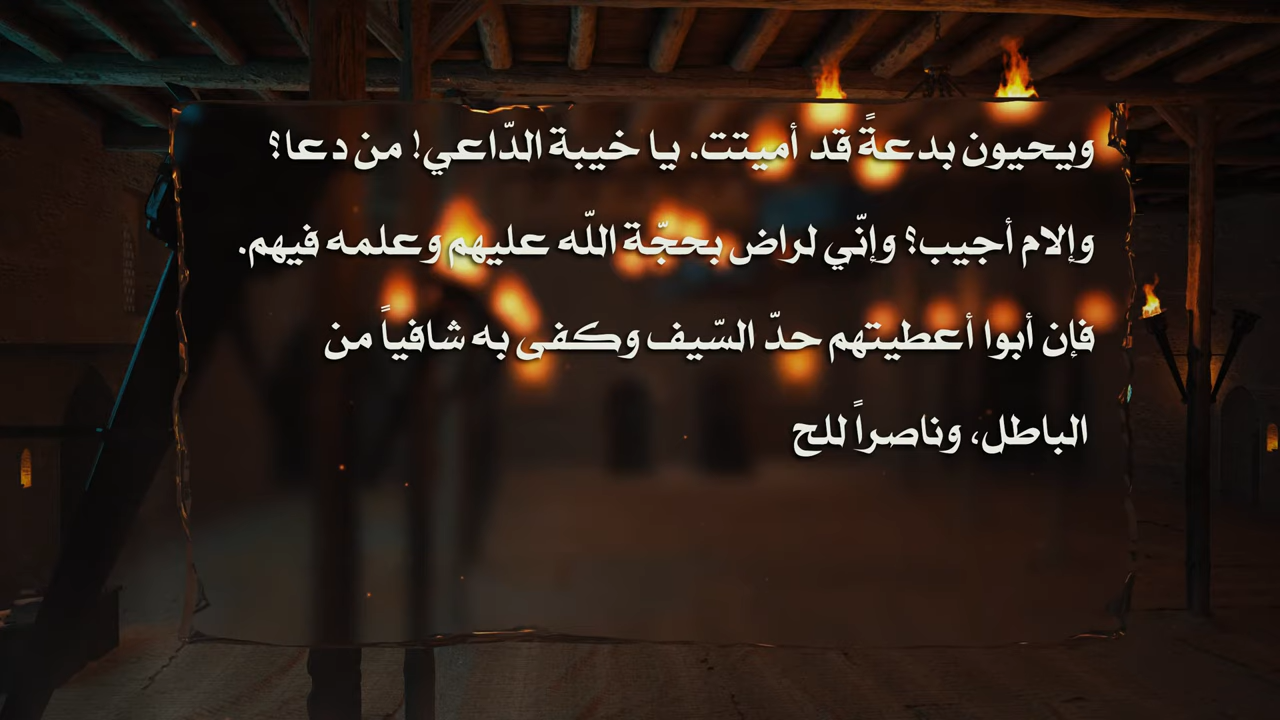 ويحيون بدعةً قد أميتت. يا خيبة الدّاعي! من دعا؟
وإلام أجيب؟ وإنّي لراض بحجّة اللّه عليهم وعلمه فيهم.
فإن أبوا أعطيتهم حدّ السّيف وكفى به شافياً من
الباطل، وناصراً للح